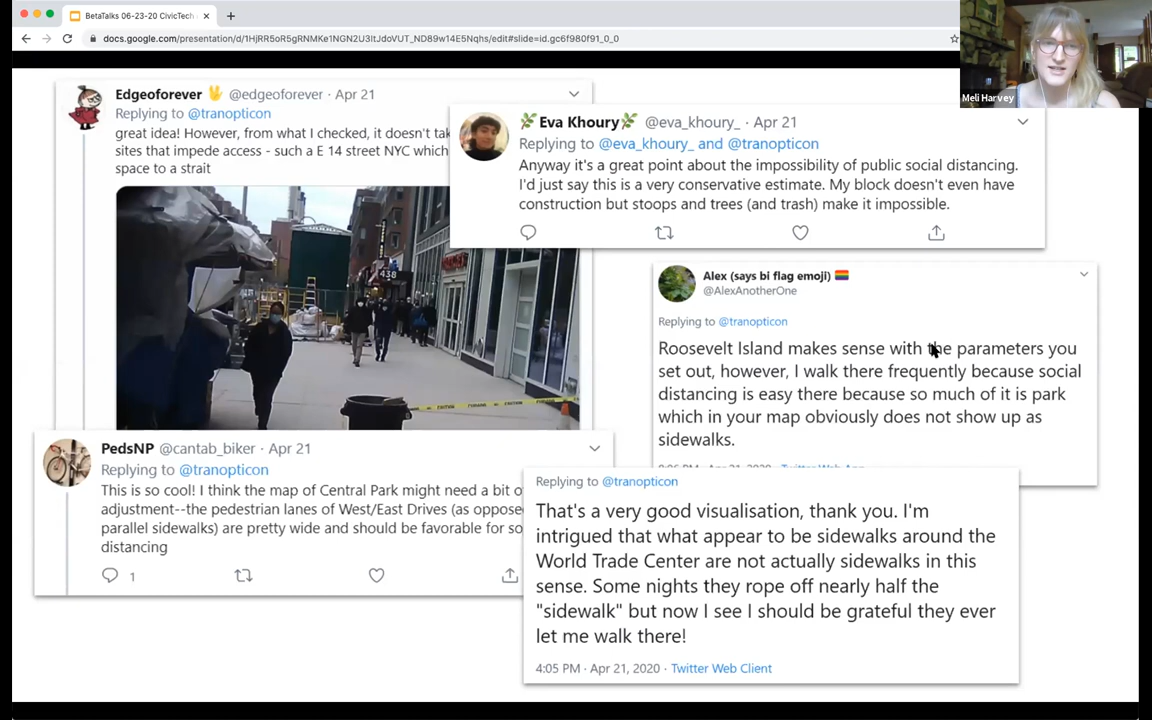 BetaTalks 06-23-20 CivicTech
docs.google.com/presentation/d/1HjRR5oR5gRNMKe1NGN2U3ltJdoVUT_ND89w14E5Nqhs/edit#slide=id.gc6f980f91_0_0
Meli Harvey
Edgeoforever 🖖 @edgeoforever · Apr 21
Replying to @tranopticon
great idea! However, from what I checked, it doesn't tak
sites that impede access - such a E 14 street NYC which
space to a strait
438
🌿Eva Khoury🌿 @eva_khoury_ · Apr 21
Replying to @eva_khoury_ and @tranopticon
Anyway it's a great point about the impossibility of public social distancing.
I'd just say this is a very conservative estimate. My block doesn't even have
construction but stoops and trees (and trash) make it impossible.
Alex (says bi flag emoji) 🏳️‍🌈
@AlexAnotherOne
Replying to @tranopticon
Roosevelt Island makes sense with the parameters you
set out, however, I walk there frequently because social
distancing is easy there because so much of it is park
which in your map obviously does not show up as
sidewalks.
PedsNP @cantab_biker · Apr 21
Replying to @tranopticon
This is so cool! I think the map of Central Park might need a bit o
adjustment--the pedestrian lanes of West/East Drives (as oppose
parallel sidewalks) are pretty wide and should be favorable for so
distancing
1
Replying to @tranopticon
That's a very good visualisation, thank you. I'm
intrigued that what appear to be sidewalks around the
World Trade Center are not actually sidewalks in this
sense. Some nights they rope off nearly half the
"sidewalk" but now I see I should be grateful they ever
let me walk there!
4:05 PM · Apr 21, 2020 · Twitter Web Client